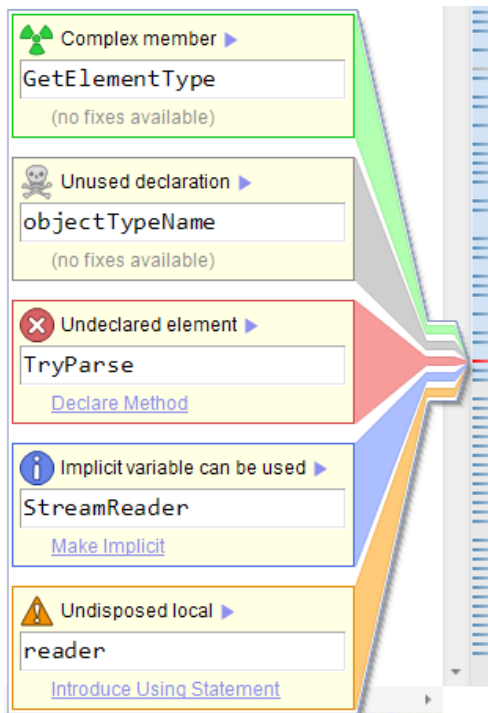 Complex member
GetElementType
(no fixes available)
Unused declaration
objectTypeName
(no fixes available)
Undeclared element
TryParse
Declare Method
Implicit variable can be used
StreamReader
Make Implicit
Undisposed local
reader
Introduce Using Statement